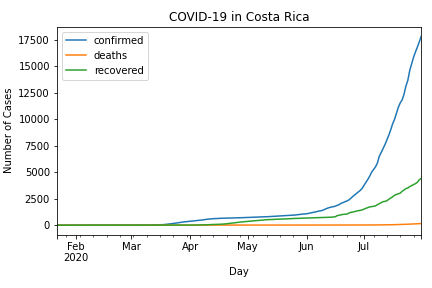 COVID-19 in Costa Rica
confirmed
deaths
recovered
Number of Cases
17500
15000
12500
10000
7500
5000
2500
0
Feb
2020
Mar
Apr
May
Jun
Jul
Day